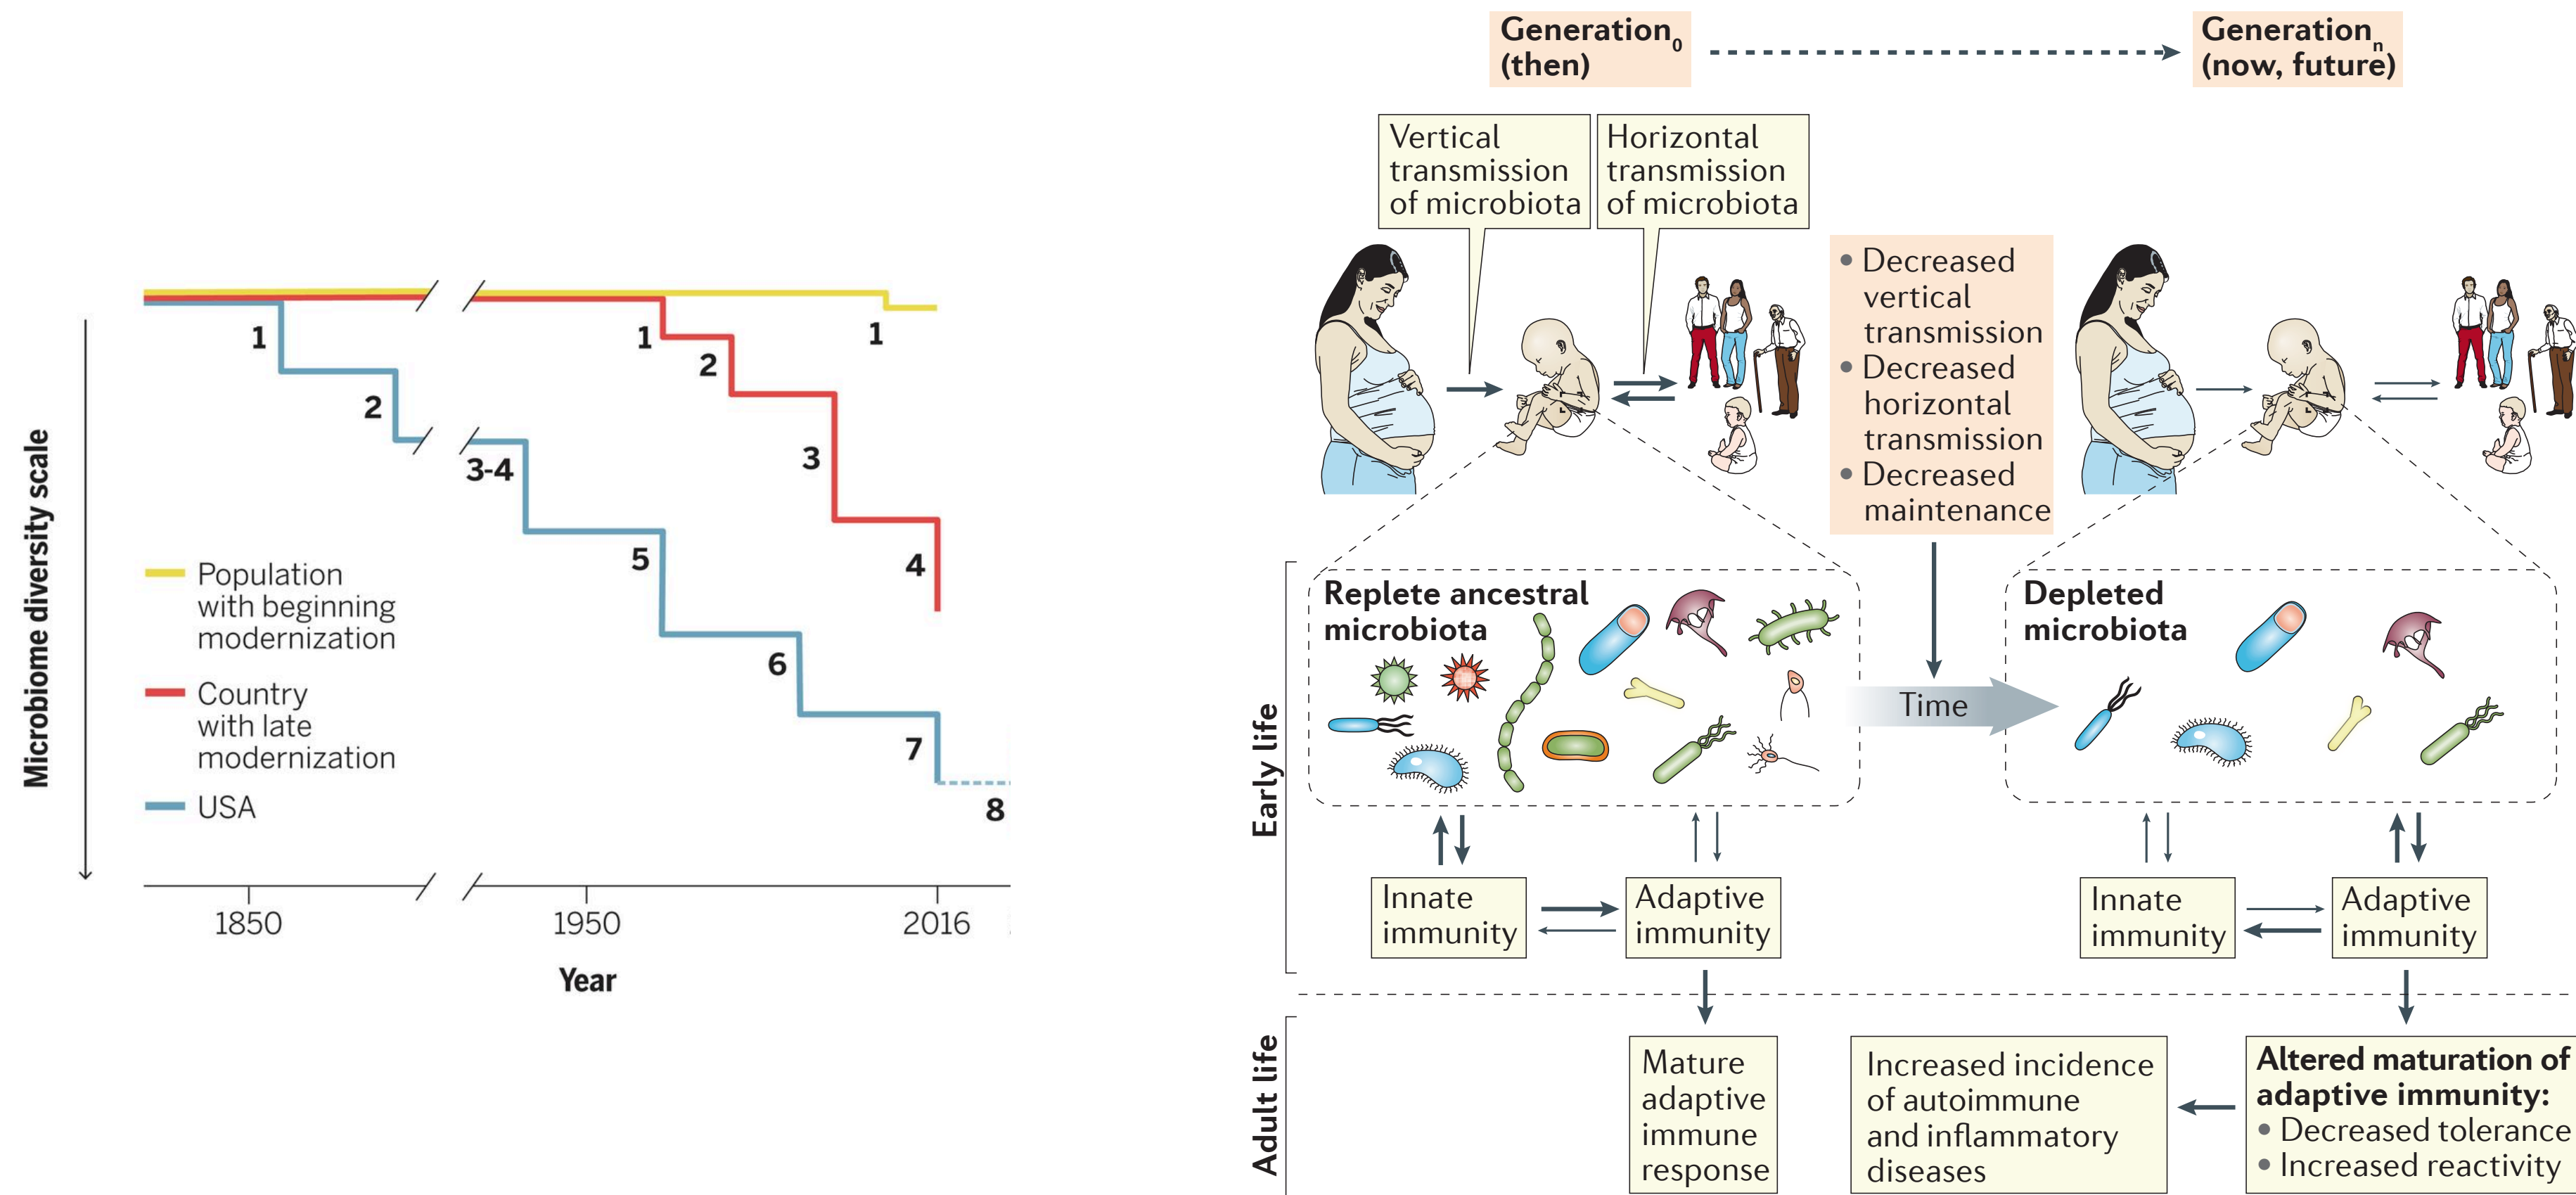 Microbiome diversity scale
1
2
3-4
5
6
7
8
1
2
3
4
1
Population
with beginning
modernization
Country
with late
modernization
USA
1850
1950
2016
Year
Generation0
(then)
Generationn
(now, future)
Vertical
transmission
of microbiota
Horizontal
transmission
of microbiota
• Decreased
vertical
transmission
• Decreased
horizontal
transmission
• Decreased
maintenance
Early life
Replete ancestral
microbiota
Time
Depleted
microbiota
Innate
immunity
Adaptive
immunity
Innate
immunity
Adaptive
immunity
Adult life
Mature
adaptive
immune
response
Increased incidence
of autoimmune
and inflammatory
diseases
Altered maturation of
adaptive immunity:
• Decreased tolerance
• Increased reactivity